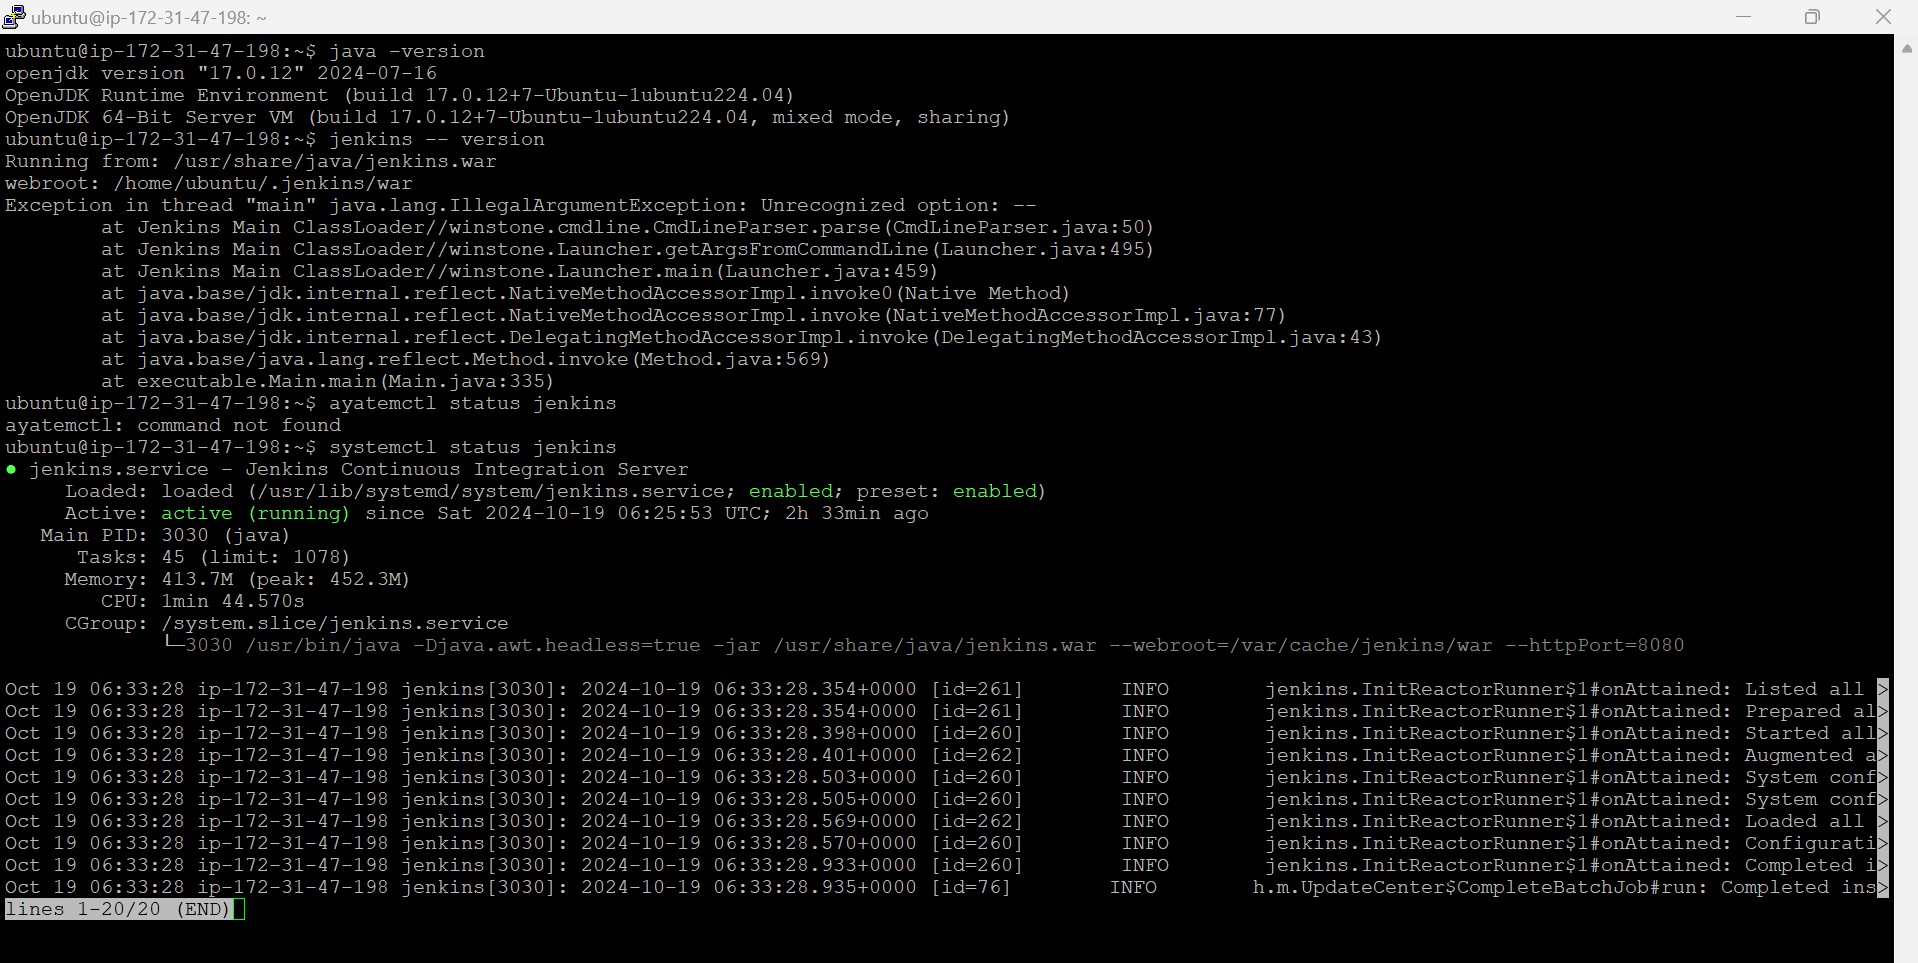 ubuntu@ip-172-31-47-198: ~
ubuntu@ip-172-31-47-198:~$ java -version
openjdk version "17.0.12" 2024-07-16
OpenJDK Runtime Environment (build 17.0.12+7-Ubuntu-1ubuntu224.04)
OpenJDK 64-Bit Server VM (build 17.0.12+7-Ubuntu-1ubuntu224.04, mixed mode, sharing)
ubuntu@ip-172-31-47-198:~$ jenkins -- version
Running from: /usr/share/java/jenkins.war
webroot: /home/ubuntu/.jenkins/war
Exception in thread "main" java.lang.IllegalArgumentException: Unrecognized option: --
        at Jenkins Main ClassLoader//winstone.cmdline.CmdLineParser.parse(CmdLineParser.java:50)
        at Jenkins Main ClassLoader//winstone.Launcher.getArgsFromCommandLine(Launcher.java:495)
        at Jenkins Main ClassLoader//winstone.Launcher.main(Launcher.java:459)
        at java.base/jdk.internal.reflect.NativeMethodAccessorImpl.invoke0(Native Method)
        at java.base/jdk.internal.reflect.NativeMethodAccessorImpl.invoke(NativeMethodAccessorImpl.java:77)
        at java.base/jdk.internal.reflect.DelegatingMethodAccessorImpl.invoke(DelegatingMethodAccessorImpl.java:43)
        at java.base/java.lang.reflect.Method.invoke(Method.java:569)
        at executable.Main.main(Main.java:335)
ubuntu@ip-172-31-47-198:~$ ayatemctl status jenkins
ayatemctl: command not found
ubuntu@ip-172-31-47-198:~$ systemctl status jenkins
● jenkins.service - Jenkins Continuous Integration Server
     Loaded: loaded (/usr/lib/systemd/system/jenkins.service; enabled; preset: enabled)
     Active: active (running) since Sat 2024-10-19 06:25:53 UTC; 2h 33min ago
   Main PID: 3030 (java)
      Tasks: 45 (limit: 1078)
     Memory: 413.7M (peak: 452.3M)
        CPU: 1min 44.570s
     CGroup: /system.slice/jenkins.service
             └─3030 /usr/bin/java -Djava.awt.headless=true -jar /usr/share/java/jenkins.war --webroot=/var/cache/jenkins/war --httpPort=8080
Oct 19 06:33:28 ip-172-31-47-198 jenkins[3030]: 2024-10-19 06:33:28.354+0000 [id=261]        INFO        jenkins.InitReactorRunner$1#onAttained: Listed all >
Oct 19 06:33:28 ip-172-31-47-198 jenkins[3030]: 2024-10-19 06:33:28.354+0000 [id=261]        INFO        jenkins.InitReactorRunner$1#onAttained: Prepared al>
Oct 19 06:33:28 ip-172-31-47-198 jenkins[3030]: 2024-10-19 06:33:28.398+0000 [id=260]        INFO        jenkins.InitReactorRunner$1#onAttained: Started all>
Oct 19 06:33:28 ip-172-31-47-198 jenkins[3030]: 2024-10-19 06:33:28.401+0000 [id=262]        INFO        jenkins.InitReactorRunner$1#onAttained: Augmented a>
Oct 19 06:33:28 ip-172-31-47-198 jenkins[3030]: 2024-10-19 06:33:28.503+0000 [id=260]        INFO        jenkins.InitReactorRunner$1#onAttained: System conf>
Oct 19 06:33:28 ip-172-31-47-198 jenkins[3030]: 2024-10-19 06:33:28.505+0000 [id=260]        INFO        jenkins.InitReactorRunner$1#onAttained: System conf>
Oct 19 06:33:28 ip-172-31-47-198 jenkins[3030]: 2024-10-19 06:33:28.569+0000 [id=262]        INFO        jenkins.InitReactorRunner$1#onAttained: Loaded all >
Oct 19 06:33:28 ip-172-31-47-198 jenkins[3030]: 2024-10-19 06:33:28.570+0000 [id=260]        INFO        jenkins.InitReactorRunner$1#onAttained: Configurati>
Oct 19 06:33:28 ip-172-31-47-198 jenkins[3030]: 2024-10-19 06:33:28.933+0000 [id=260]        INFO        jenkins.InitReactorRunner$1#onAttained: Completed i>
Oct 19 06:33:28 ip-172-31-47-198 jenkins[3030]: 2024-10-19 06:33:28.935+0000 [id=76]        INFO        h.m.UpdateCenter$CompleteBatchJob#run: Completed ins>
lines 1-20/20 (END)